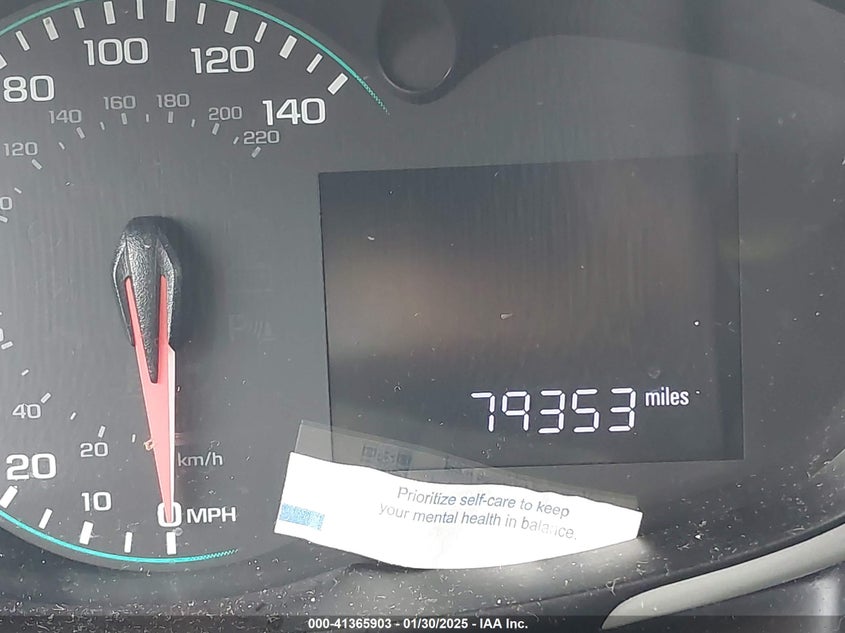 80
100
120
140
120
140
160
180
200
220
79353 miles
40
20
km/h
20
10
0 MPH
Prioritize self-care to keep
your mental health in balance.
000-41365903 - 01/30/2025 - IAA Inc.